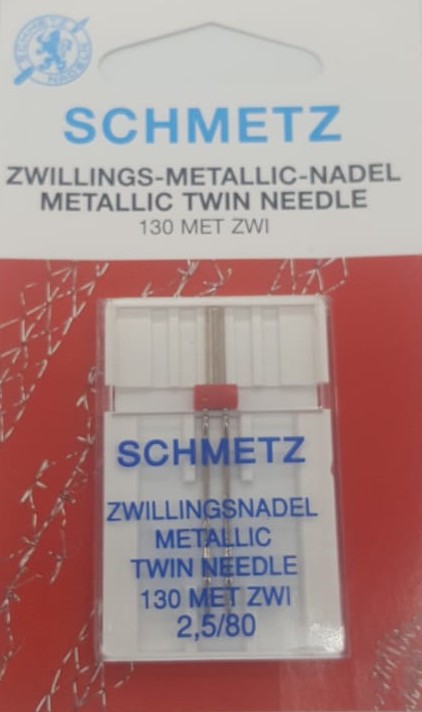 SCHMETZ
ZWILLINGS-METALLIC-NADEL
METALLIC TWIN NEEDLE
130 MET ZWI
SCHMETZ
ZWILLINGSNADEL
METALLIC
TWIN NEEDLE
130 MET ZWI
2,5/80